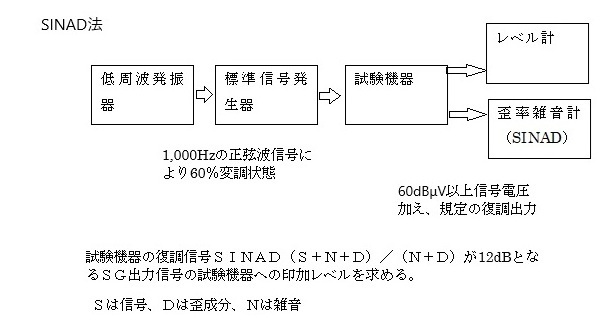 SINAD法
レベル計
低周波発振
器
標準信号発
生器
試験機器
歪率雑音計
（SINAD）
1,000Hzの正弦波信号に
より60％変調状態
60dBμV以上信号電圧
加え、規定の復調出力
試験機器の復調信号ＳＩＮＡＤ（Ｓ＋Ｎ＋Ｄ）／（Ｎ＋Ｄ）が12dBとな
るＳＧ出力信号の試験機器への印加レベルを求める。
Ｓは信号、Ｄは歪成分、Ｎは雑音